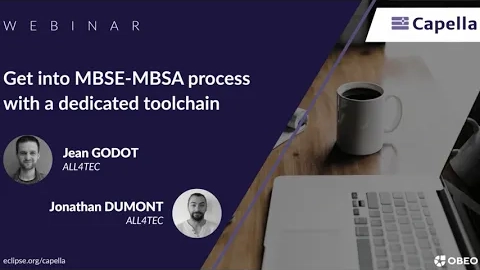 WEBINAR
Capella
Get into MBSE-MBSA process
with a dedicated toolchain
Jean GODOT
ALL4TEC
Jonathan DUMONT
ALL4TEC
eclipse.org/capella
OBEO